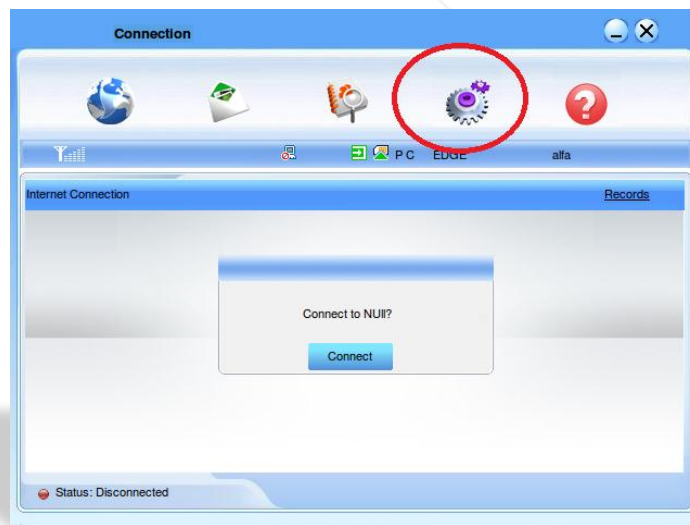 Connection
P C EDGE alfa
Internet Connection Records
Connect to NUll?
Connect
Status: Disconnected